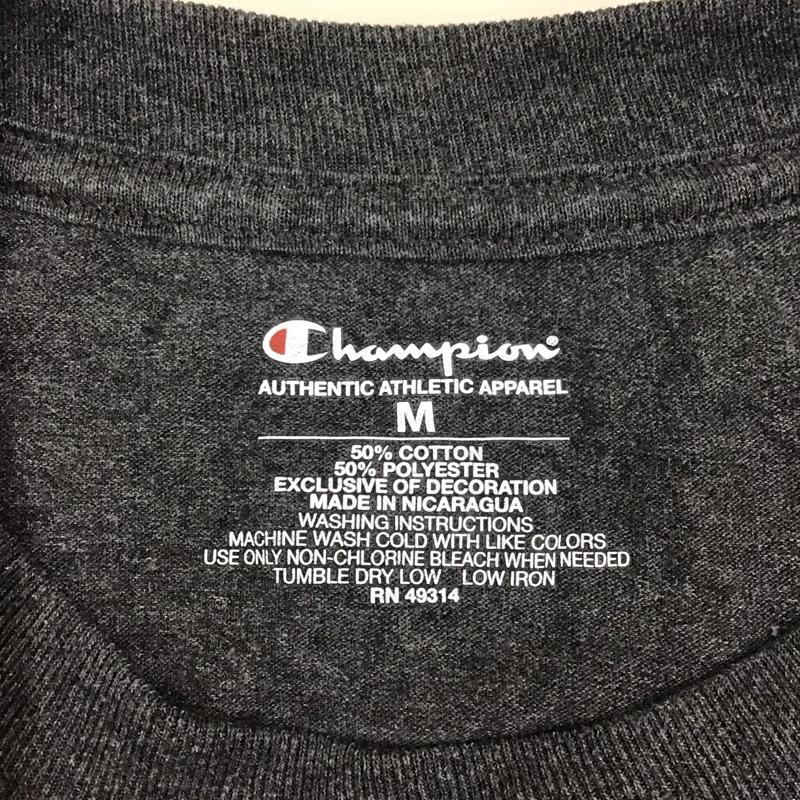 Champion®
AUTHENTIC ATHLETIC APPAREL
M
50% COTTON
50% POLYESTER
EXCLUSIVE OF DECORATION
MADE IN NICARAGUA
WASHING INSTRUCTIONS
MACHINE WASH COLD WITH LIKE COLORS
USE ONLY NON-CHLORINE BLEACH WHEN NEEDED
TUMBLE DRY LOW LOW IRON
RN 49314